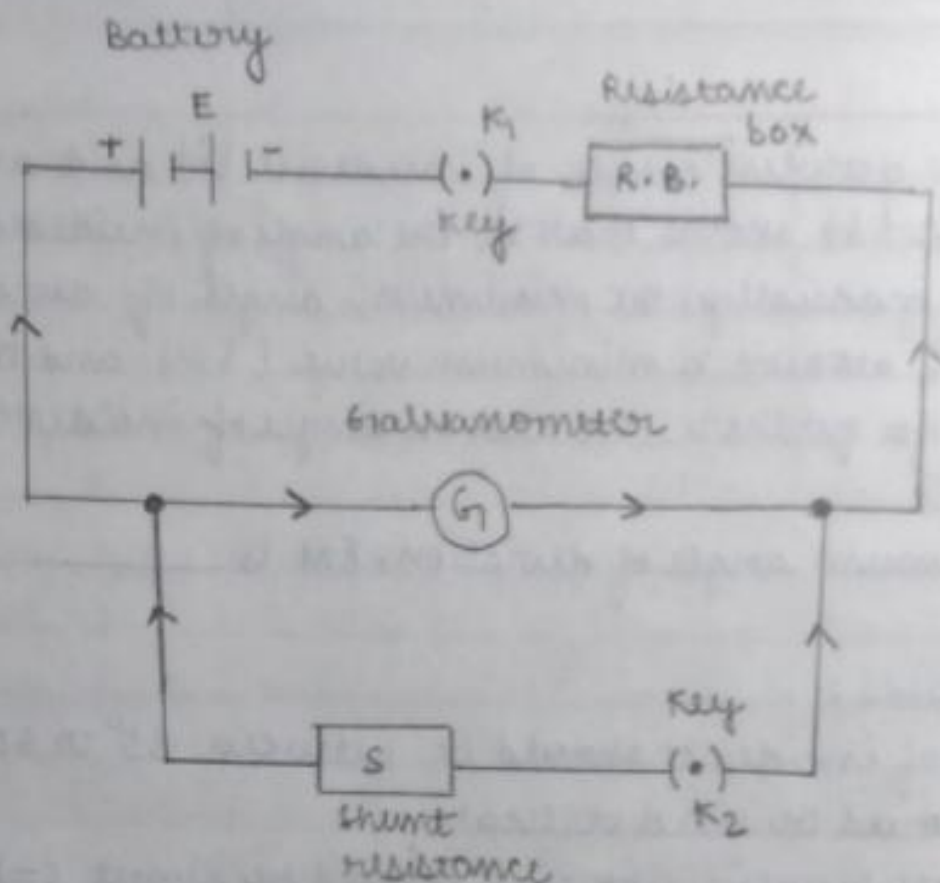 Battery
+ E -
K1
Key
Resistance
box
R.B.
Galvanometer
G
Key
K2
S
Shunt
resistance